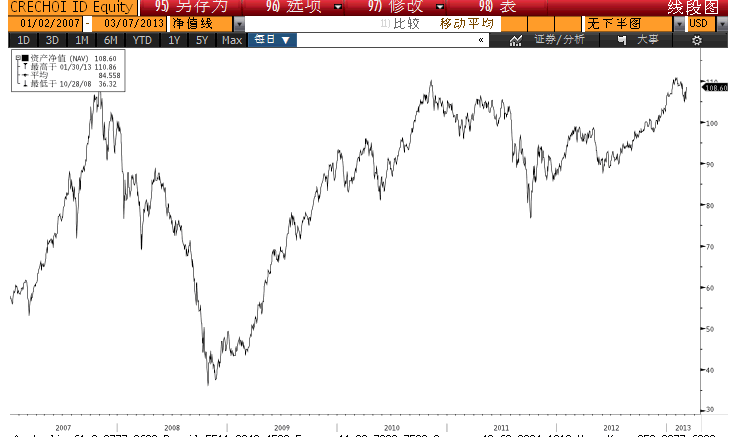 CRECHOI ID Equity 95 另存为 96 选项 97 修改 98 表 线段图
01/02/2007 - 03/07/2013 净值线 比较 移动平均 无下半图 USD
1D 3D 1M 6M YTD 1Y 5Y Max 每日 ▼ « 证券/分析 大事
资产净值 (NAV) 108.60
最高于 01/30/13 110.86
平均 84.558
最低于 10/28/08 36.32
110
108.60
100
90
80
70
60
50
40
30
2007 2008 2009 2010 2011 2012 2013